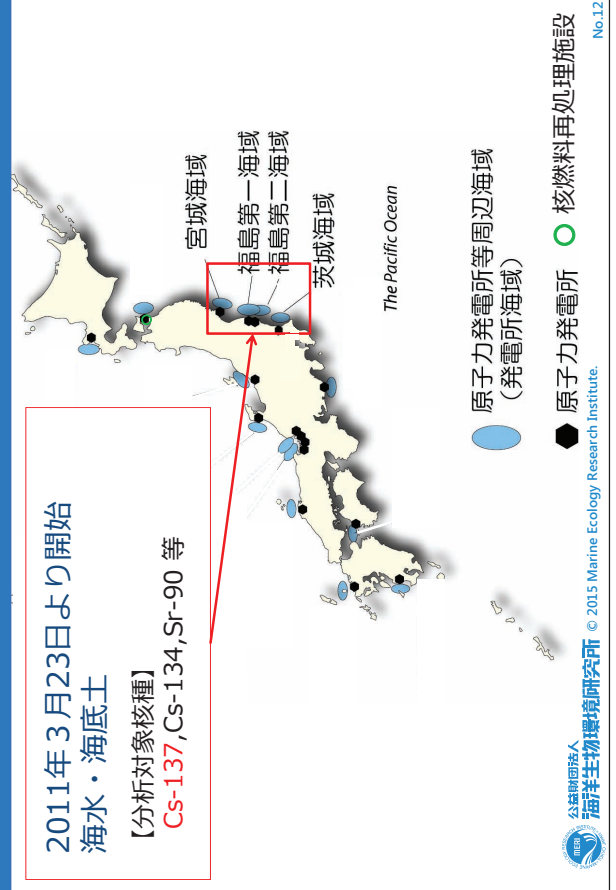 2011年３月23日より開始
海水・海底土
【分析対象核種】
Cs-137,Cs-134,Sr-90 等
宮城海域
福島第一海域
福島第二海域
茨城海域
The Pacific Ocean
原子力発電所等周辺海域
（発電所海域）
原子力発電所
核燃料再処理施設
公益財団法人
海洋生物環境研究所
© 2015 Marine Ecology Research Institute.
No.12
MERI